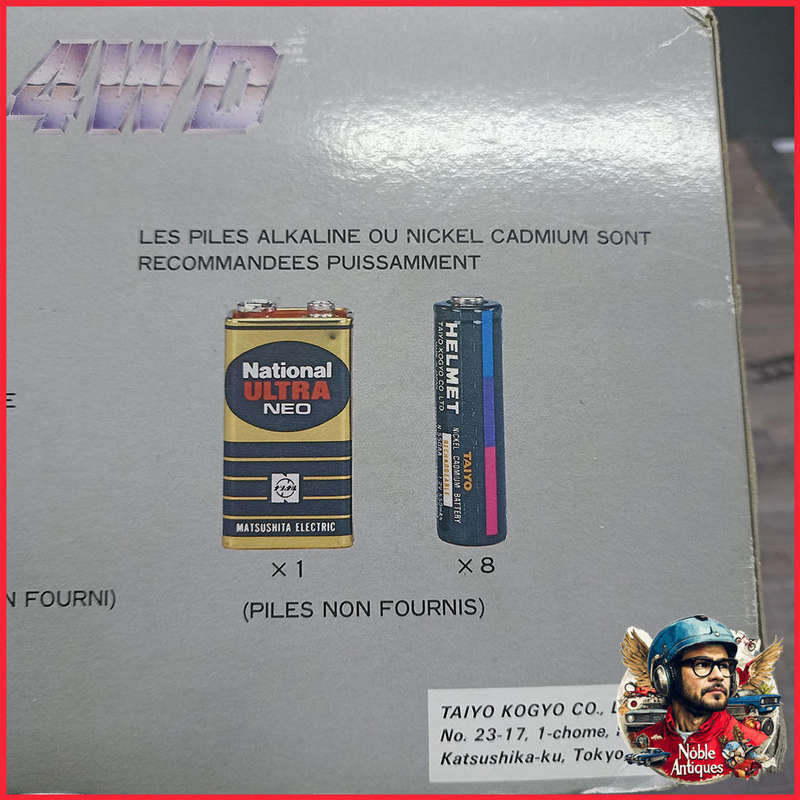 4WD
LES PILES ALKALINE OU NICKEL CADMIUM SONT
RECOMMANDEES PUISSAMMENT
National
ULTRA
NEO
MATSUSHITA ELECTRIC
HELMET
TAIYO KOGYO CO. LTD
TAIYO
NICKEL CADMIUM BATTERY
RECHARGEABLE
×1
×8
E
N FOURNI)
(PILES NON FOURNIS)
TAIYO KOGYO CO.,
No. 23-17, 1-chome,
Katsushika-ku, Tokyo
Noble
Antiques